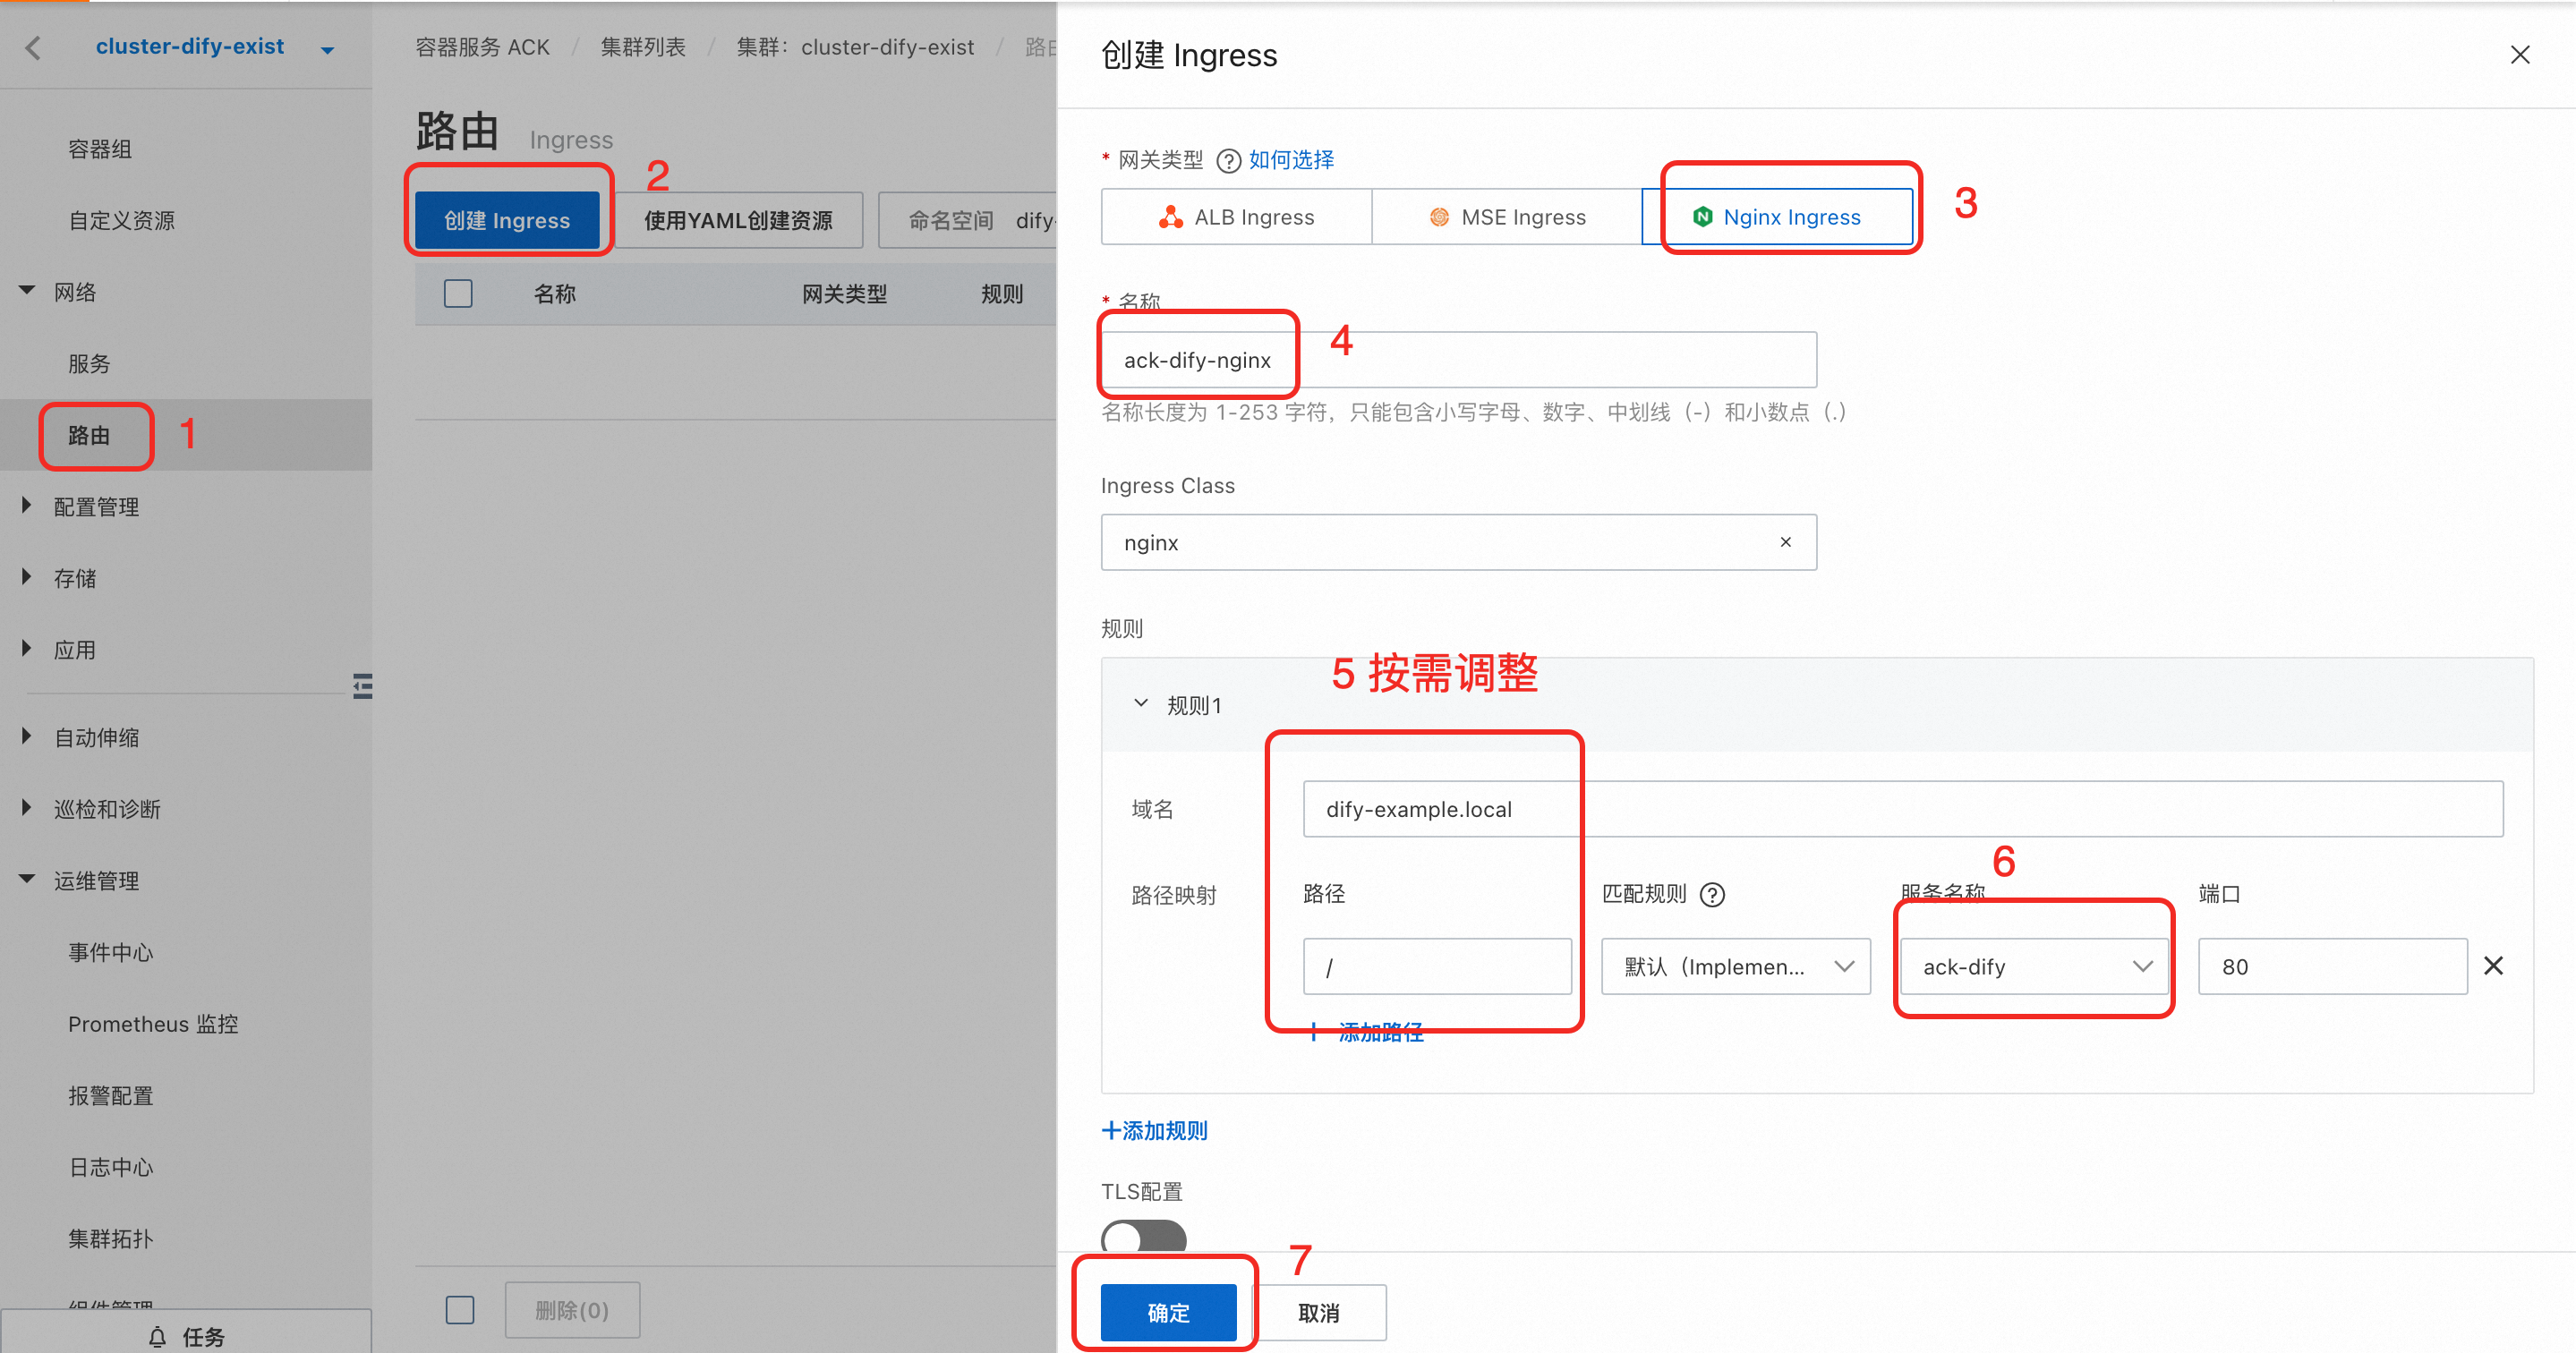 cluster-dify-exist
容器组
自定义资源
网络
服务
路由
1
配置管理
存储
应用
自动伸缩
巡检和诊断
运维管理
事件中心
Prometheus 监控
报警配置
日志中心
集群拓扑
组件管理
任务
容器服务 ACK / 集群列表 / 集群：cluster-dify-exist / 路由
路由 Ingress
2
创建 Ingress
使用YAML创建资源
命名空间 dify-
名称 网关类型 规则
删除(0)
创建 Ingress
* 网关类型 ? 如何选择
ALB Ingress
MSE Ingress
Nginx Ingress
3
* 名称
ack-dify-nginx
4
名称长度为 1-253 字符，只能包含小写字母、数字、中划线（-）和小数点（.）
Ingress Class
nginx
规则
5 按需调整
规则1
域名 dify-example.local
6
路径映射 路径 匹配规则 ? 服务名称 端口
/ 默认（Implemen... ack-dify 80
+ 添加路径
+添加规则
TLS配置
7
确定 取消